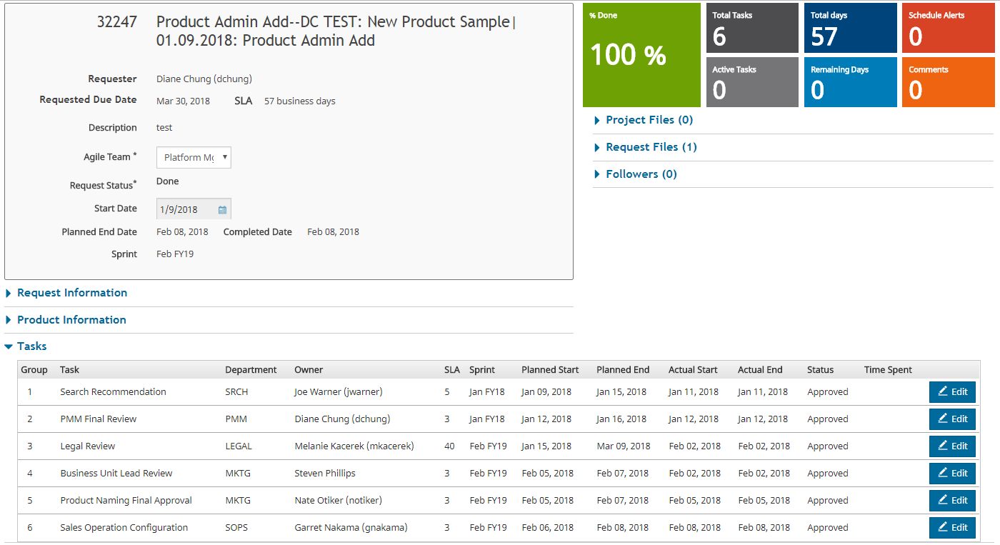 32247 Product Admin Add--DC TEST: New Product Sample|
01.09.2018: Product Admin Add
Requester Diane Chung (dchung)
Requested Due Date Mar 30, 2018 SLA 57 business days
Description test
Agile Team * Platform
Request Status* Done
Start Date 1/9/2018
Planned End Date Feb 08, 2018 Completed Date Feb 08, 2018
Sprint Feb FY19
% Done
100 %
Total Tasks
6
Total days
57
Schedule Alerts
0
Active Tasks
0
Remaining Days
0
Comments
0
Project Files (0)
Request Files (1)
Followers (0)
Request Information
Product Information
Tasks
Group Task Department Owner SLA Sprint Planned Start Planned End Actual Start Actual End Status Time Spent
1 Search Recommendation SRCH Joe Warner (jwarner) 5 Jan FY18 Jan 09, 2018 Jan 15, 2018 Jan 11, 2018 Jan 11, 2018 Approved Edit
2 PMM Final Review PMM Diane Chung (dchung) 3 Jan FY18 Jan 12, 2018 Jan 16, 2018 Jan 12, 2018 Jan 12, 2018 Approved Edit
3 Legal Review LEGAL Melanie Kacerek (mkacerek) 40 Feb FY19 Jan 15, 2018 Mar 09, 2018 Feb 02, 2018 Feb 02, 2018 Approved Edit
4 Business Unit Lead Review MKTG Steven Phillips 3 Feb FY19 Feb 05, 2018 Feb 07, 2018 Feb 02, 2018 Feb 02, 2018 Approved Edit
5 Product Naming Final Approval MKTG Nate Otiker (notiker) 3 Feb FY19 Feb 05, 2018 Feb 07, 2018 Feb 05, 2018 Feb 05, 2018 Approved Edit
6 Sales Operation Configuration SOPS Garret Nakama (gnakama) 3 Feb FY19 Feb 06, 2018 Feb 08, 2018 Feb 08, 2018 Feb 08, 2018 Approved Edit